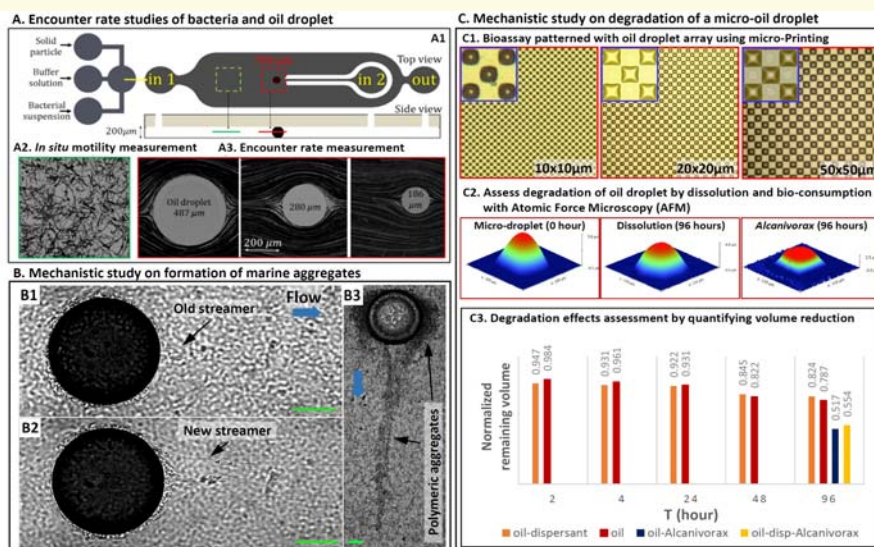 A. Encounter rate studies of bacteria and oil droplet
A1
Solid
particle
Buffer
solution
Bacterial
suspension
in 1
in 2
out
Top view
Side view
200μm
A2. In situ motility measurement
A3. Encounter rate measurement
Oil droplet
487 μm
280 μm
186
μm
200 μm
B. Mechanistic study on formation of marine aggregates
B1
Old streamer
Flow
B2
New streamer
B3
Polymeric aggregates
C. Mechanistic study on degradation of a micro-oil droplet
C1. Bioassay patterned with oil droplet array using micro-Printing
10x10μm
20x20μm
50x50μm
C2. Assess degradation of oil droplet by dissolution and bio-consumption
with Atomic Force Microscopy (AFM)
Micro-droplet (0 hour)
Dissolution (96 hours)
Alcanivorax (96 hours)
C3. Degradation effects assessment by quantifying volume reduction
Normalized
remaining volume
0.947
0.984
0.931
0.961
0.922
0.931
0.845
0.822
0.824
0.787
0.517
0.554
2
4
24
48
96
T (hour)
oil-dispersant
oil
oil-Alcanivorax
oil-disp-Alcanivorax